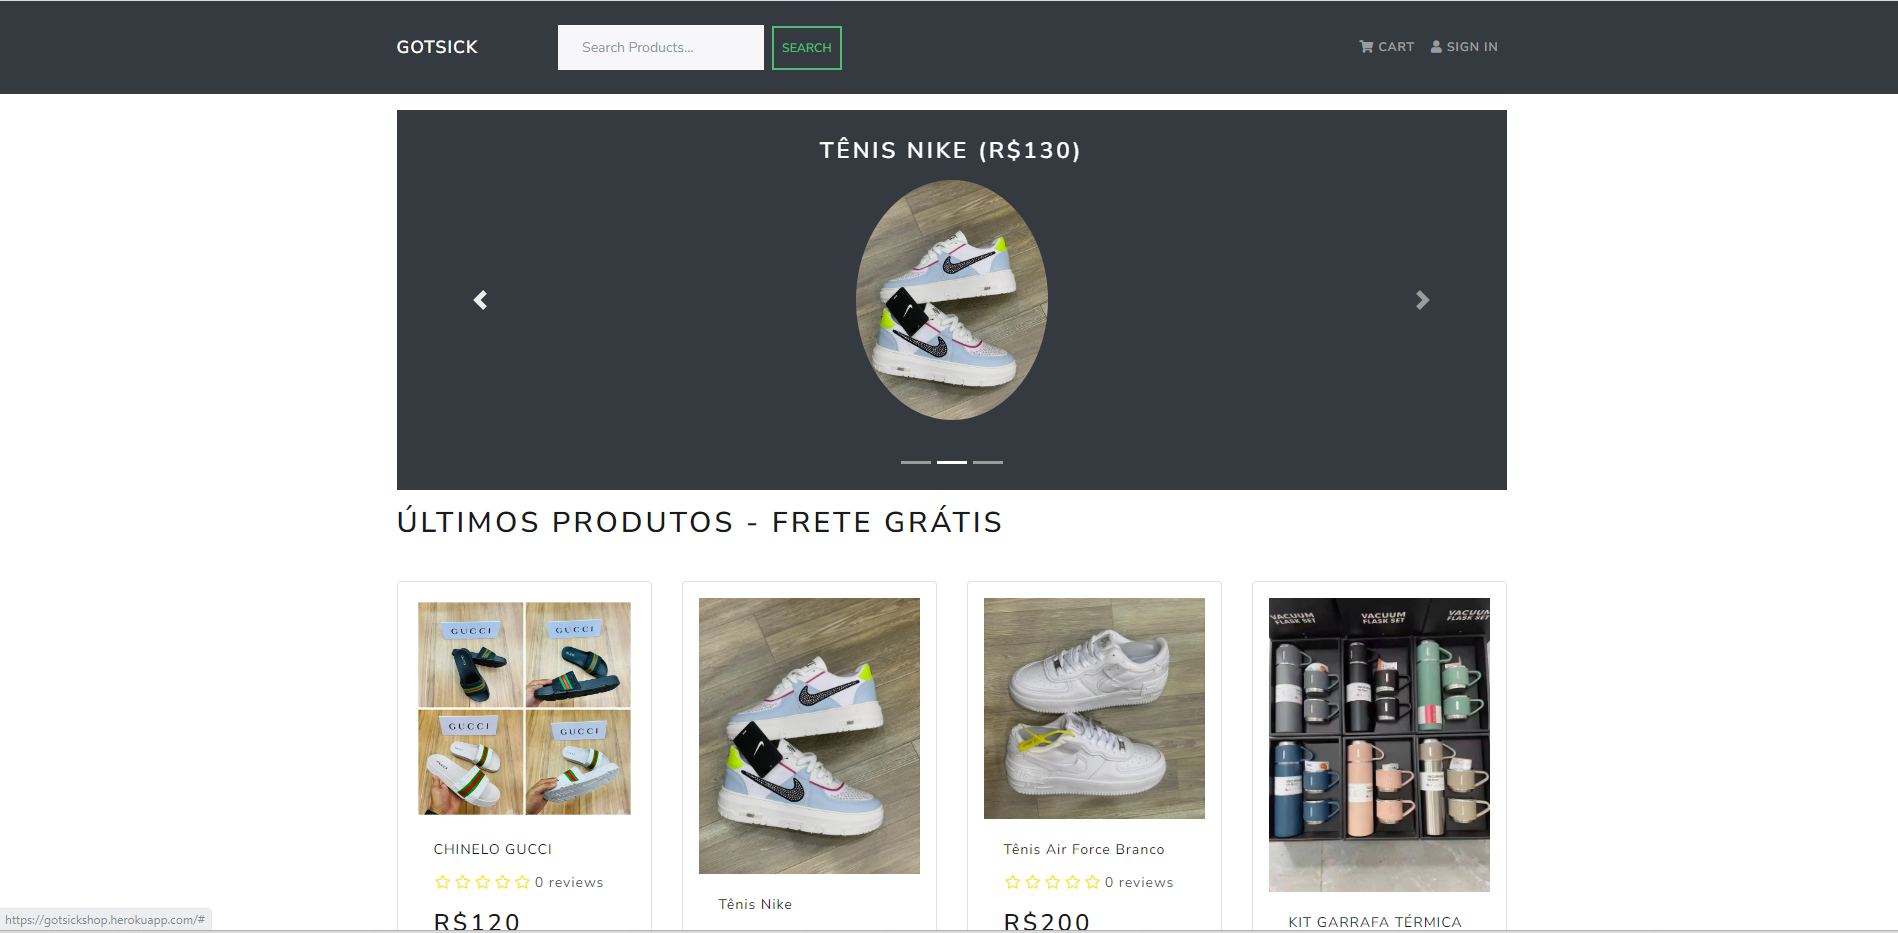 GOTSICK
Search Products...
SEARCH
CART
SIGN IN
TÊNIS NIKE (R$130)
ÚLTIMOS PRODUTOS - FRETE GRÁTIS
GUCCI
GUCCI
GUCCI
GUCCI
CHINELO GUCCI
0 reviews
R$120
Tênis Nike
Tênis Air Force Branco
0 reviews
R$200
VACUUM
FLASK SET
VACUUM
FLASK SET
VACUUM
FLASK SET
KIT GARRAFA TÉRMICA
https://gotsickshop.herokuapp.com/#